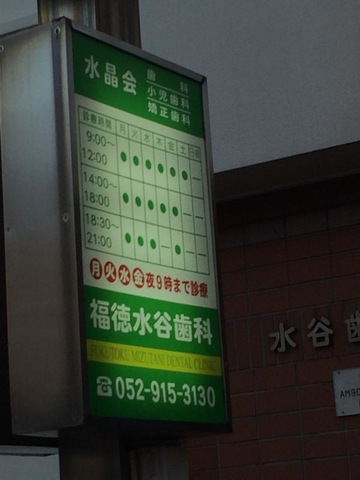 水晶会
歯科
小児歯科
矯正歯科
診療時間 月 火 水 木 金 土 日祝
9:00〜12:00 ● ● ● ● ● ● —
14:00〜18:00 ● ● ● ● ● — —
18:30〜21:00 ● ● ● — ● — —
月火水金夜9時まで診療
福徳水谷歯科
FUKUTOKU MIZUTANI DENTAL CLINIC
☎052-915-3130
水谷歯
AM9